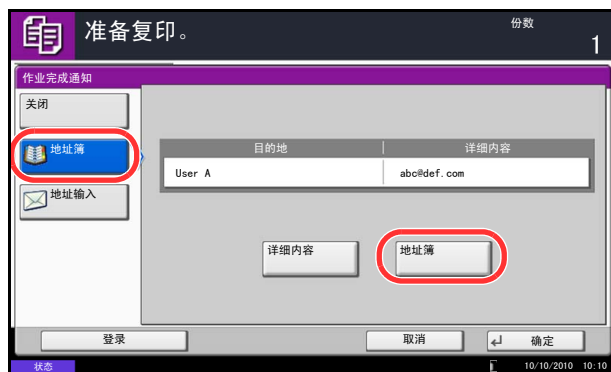 准备复印。
份数
1
作业完成通知
关闭
地址簿
地址输入
目的地 详细内容
User A abc@def.com
详细内容 地址簿
登录 取消 确定
状态 10/10/2010 10:10